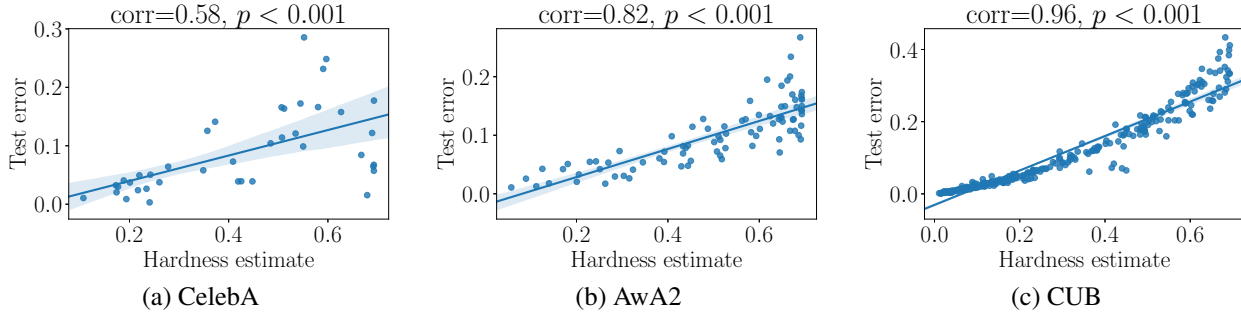 corr=0.58, p < 0.001
0.3
0.2
0.1
0.0
Test error
0.2 0.4 0.6
Hardness estimate
(a) CelebA
corr=0.82, p < 0.001
0.2
0.1
0.0
Test error
0.2 0.4 0.6
Hardness estimate
(b) AwA2
corr=0.96, p < 0.001
0.4
0.2
0.0
Test error
0.0 0.2 0.4 0.6
Hardness estimate
(c) CUB